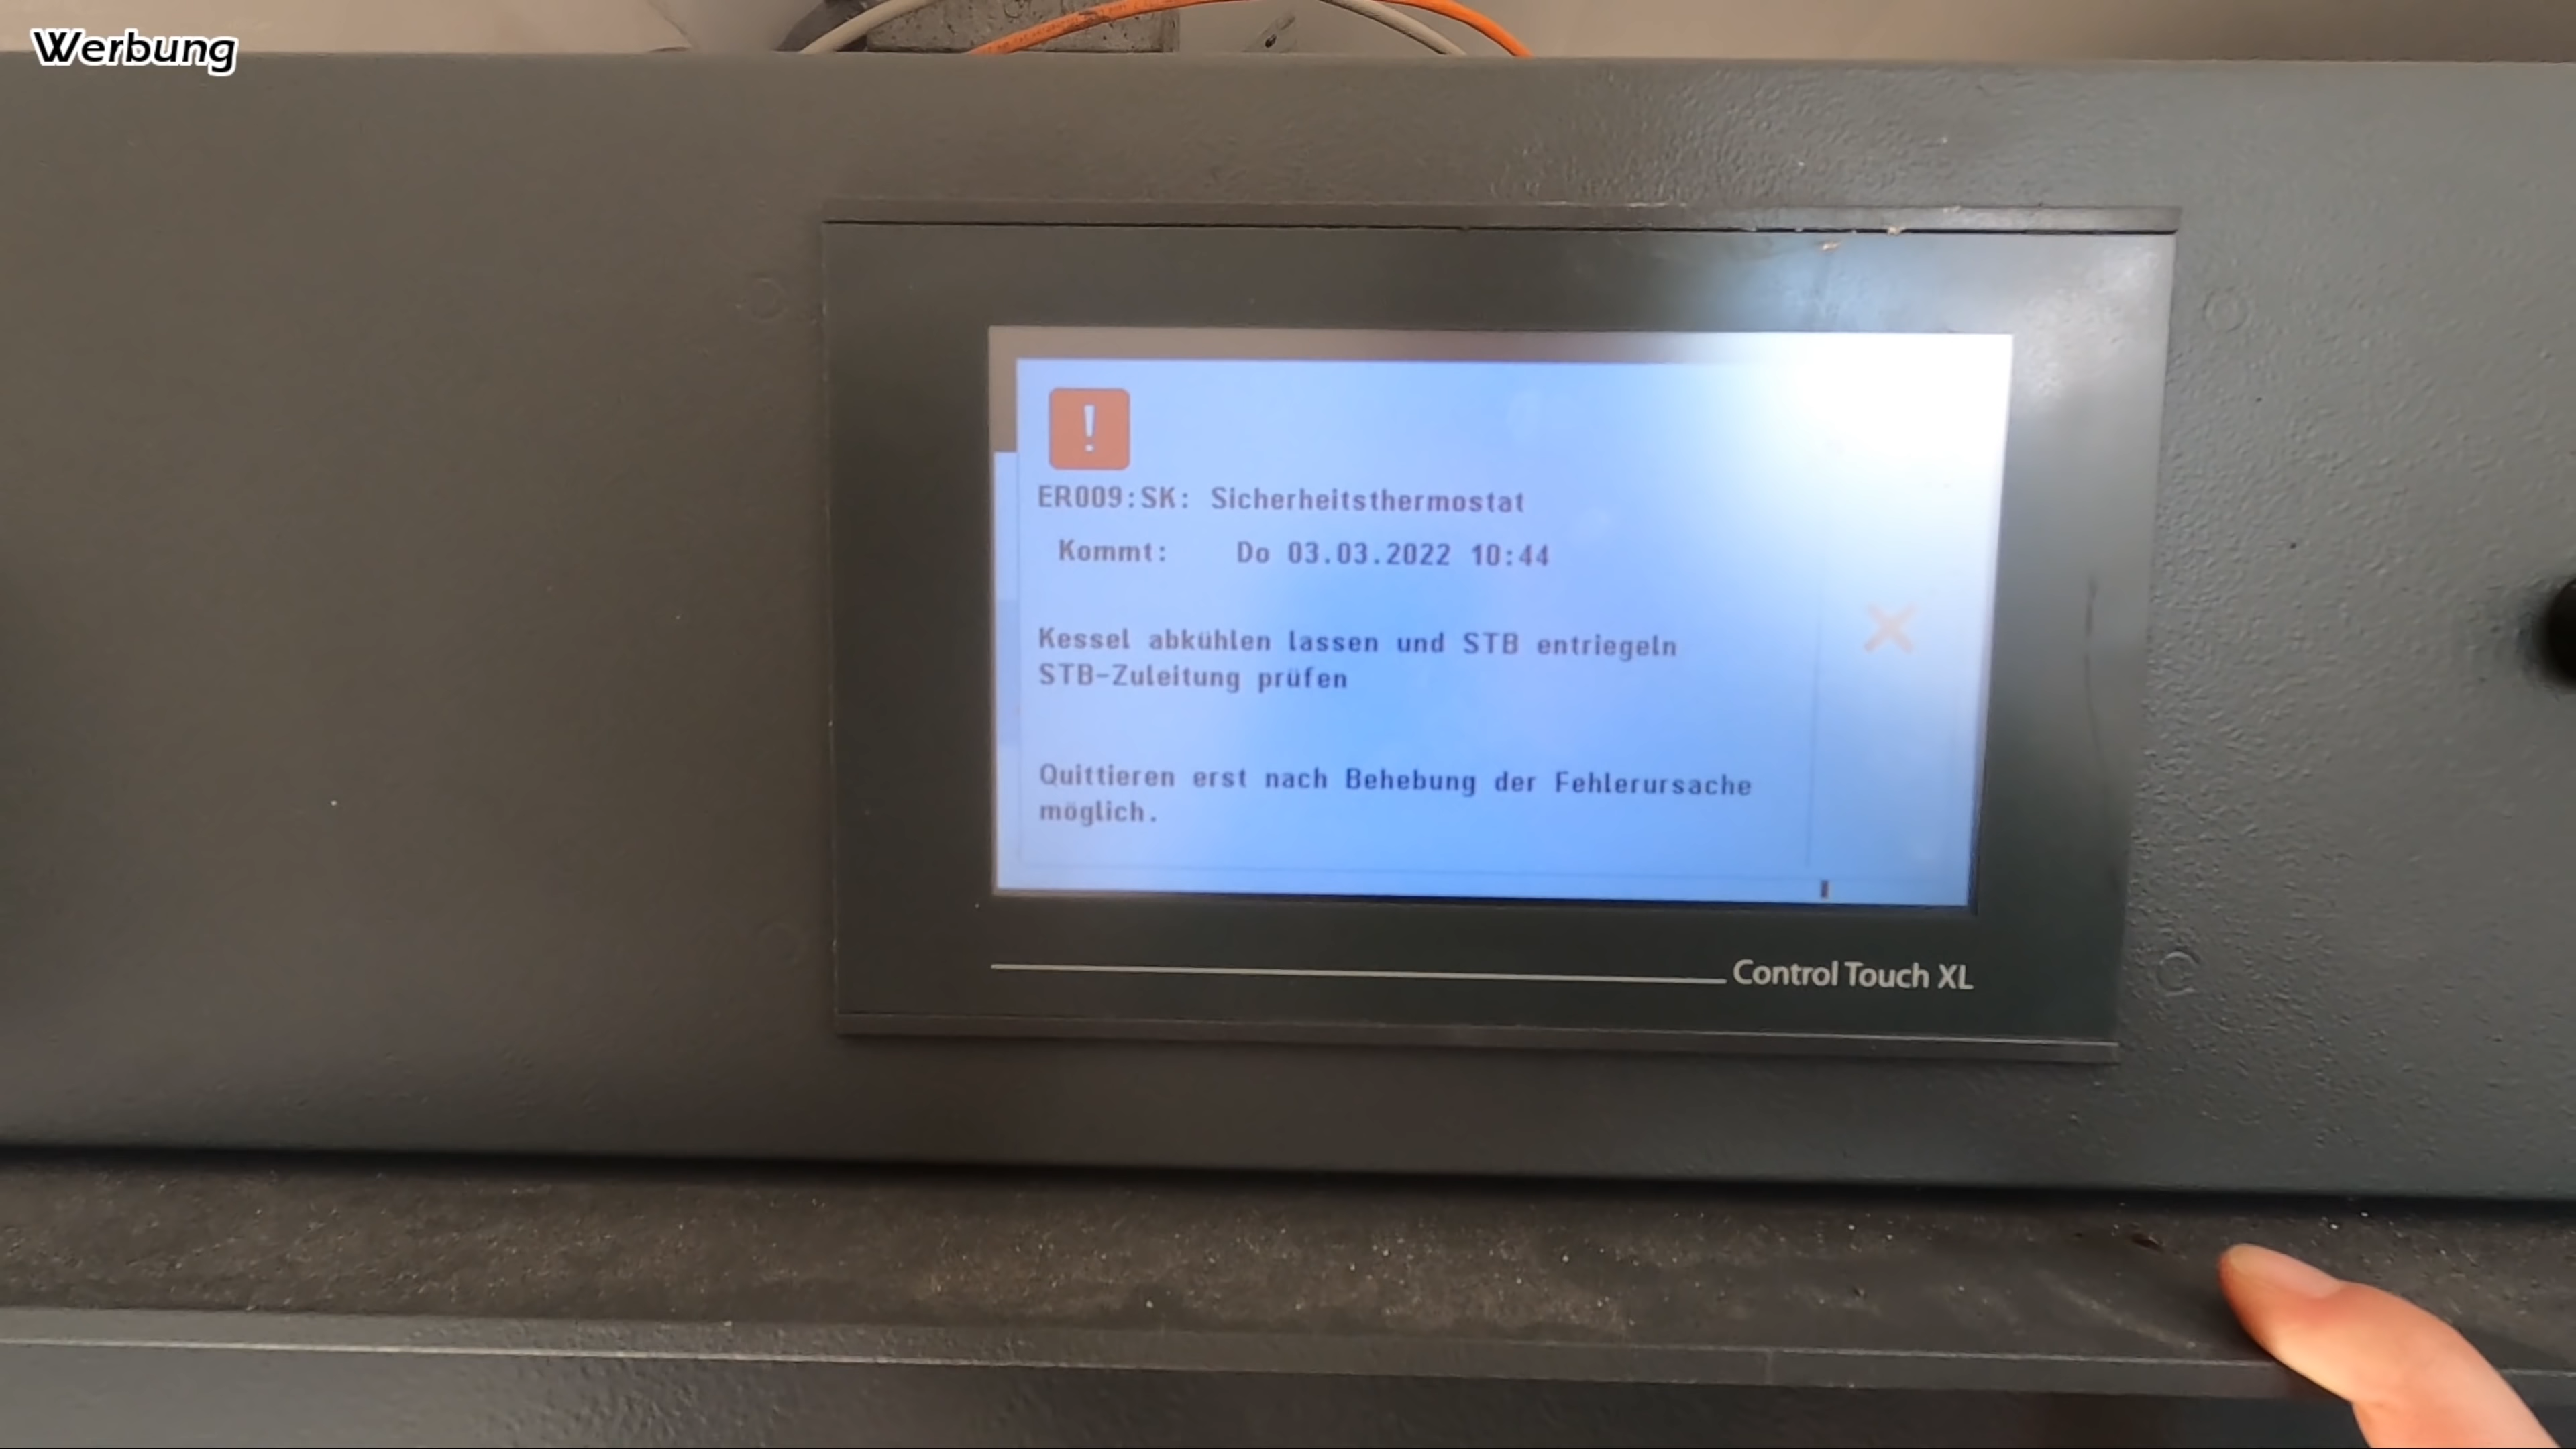 Werbung
!
ER009:SK: Sicherheitsthermostat
Kommt: Do 03.03.2022 10:44
Kessel abkühlen lassen und STB entriegeln
STB-Zuleitung prüfen
Quittieren erst nach Behebung der Fehlerursache
möglich.
Control Touch XL